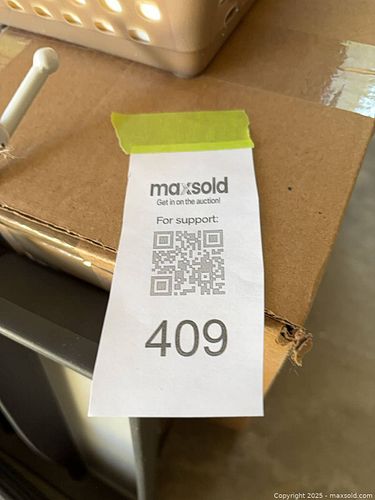 maxsold
Get in on the auction!
For support:
409
Copyright 2025 - maxsold.com